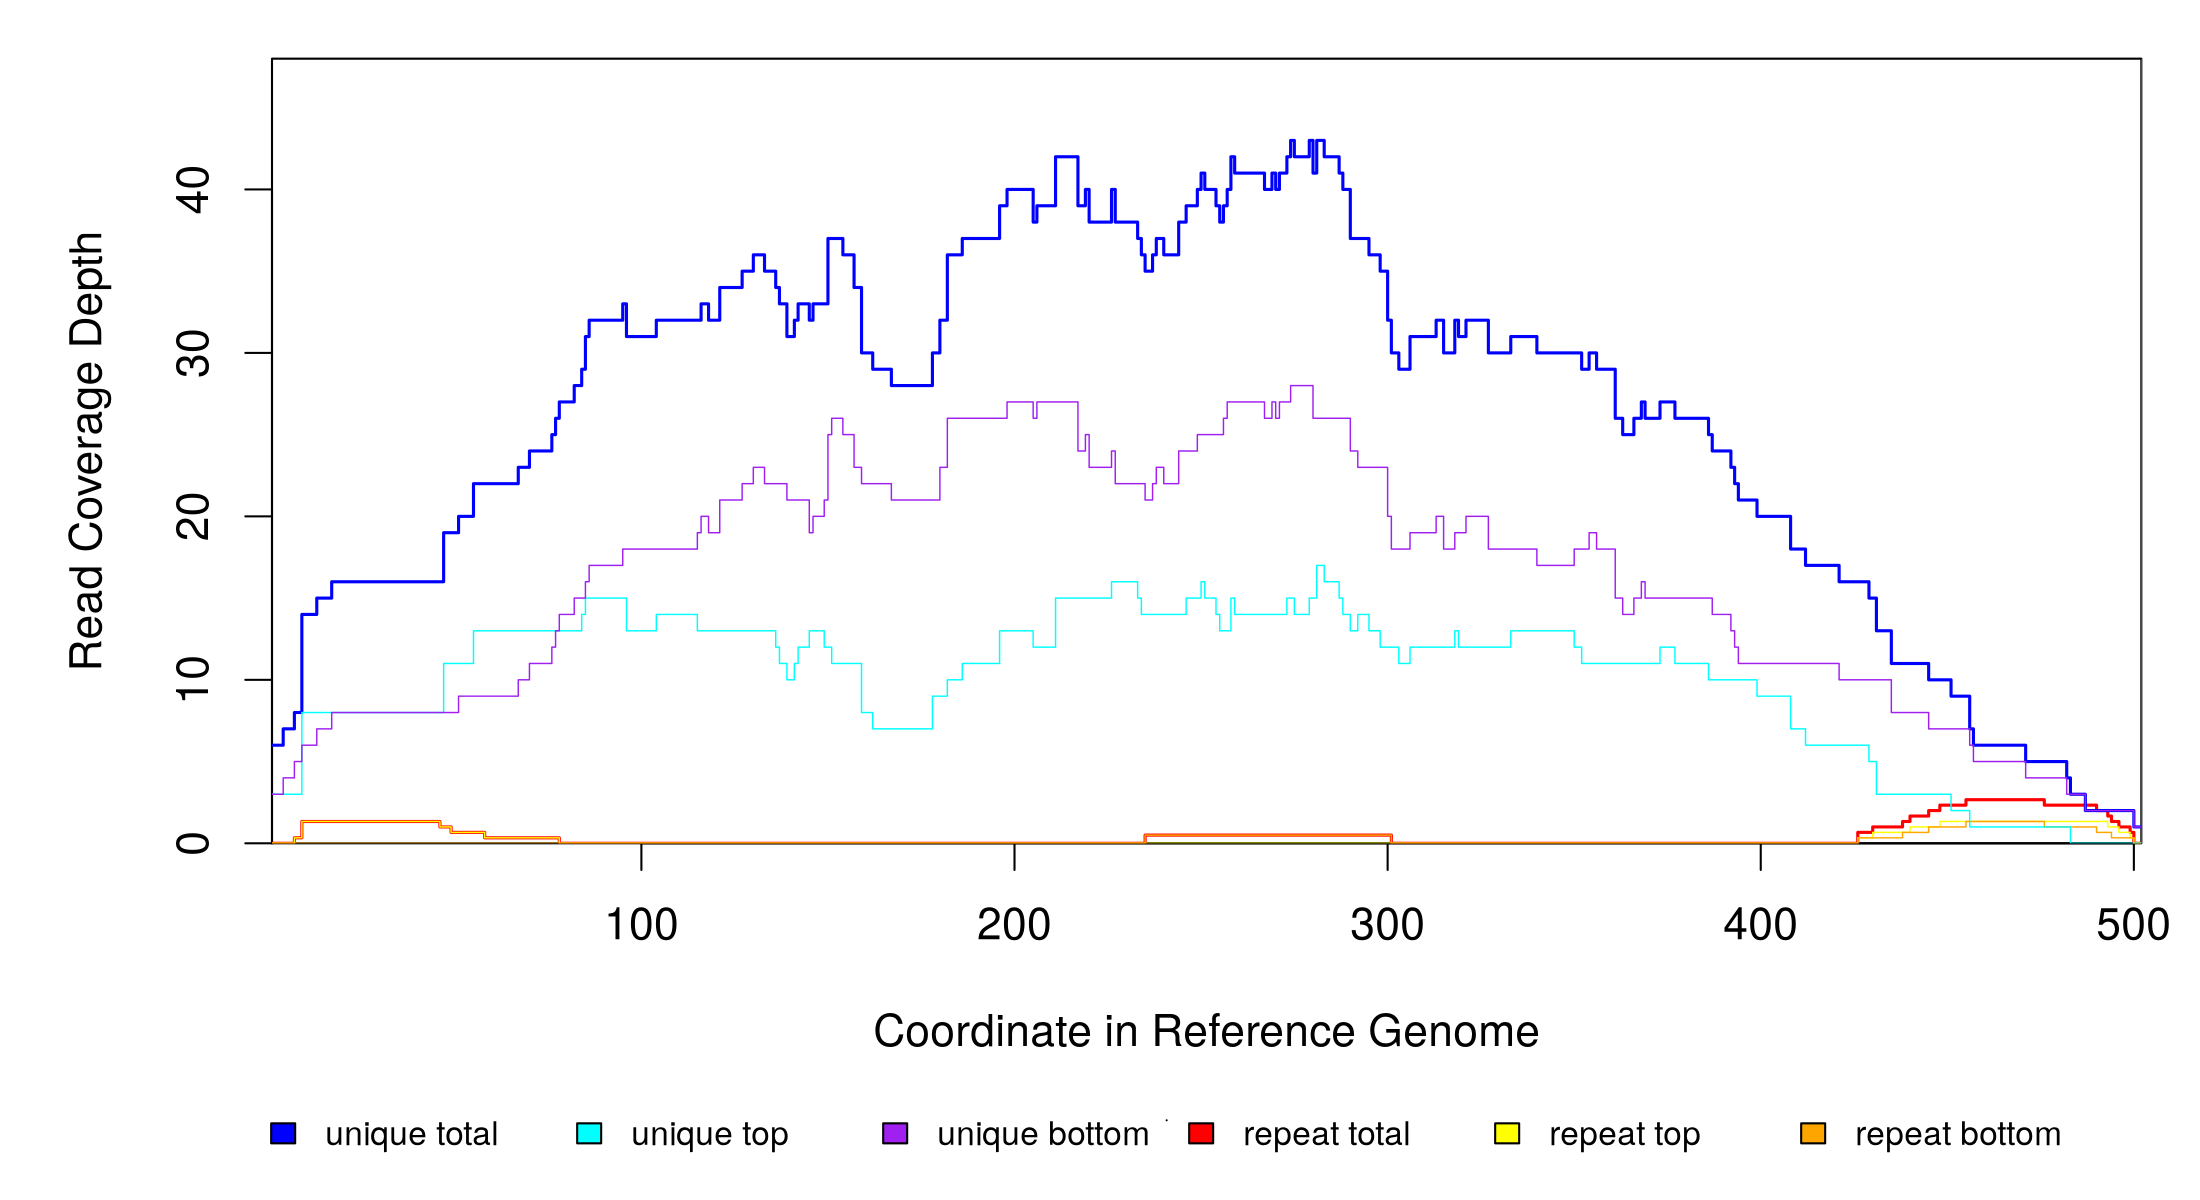 Read Coverage Depth
40
30
20
10
0
100 200 300 400 500
Coordinate in Reference Genome
unique total unique top unique bottom repeat total repeat top repeat bottom